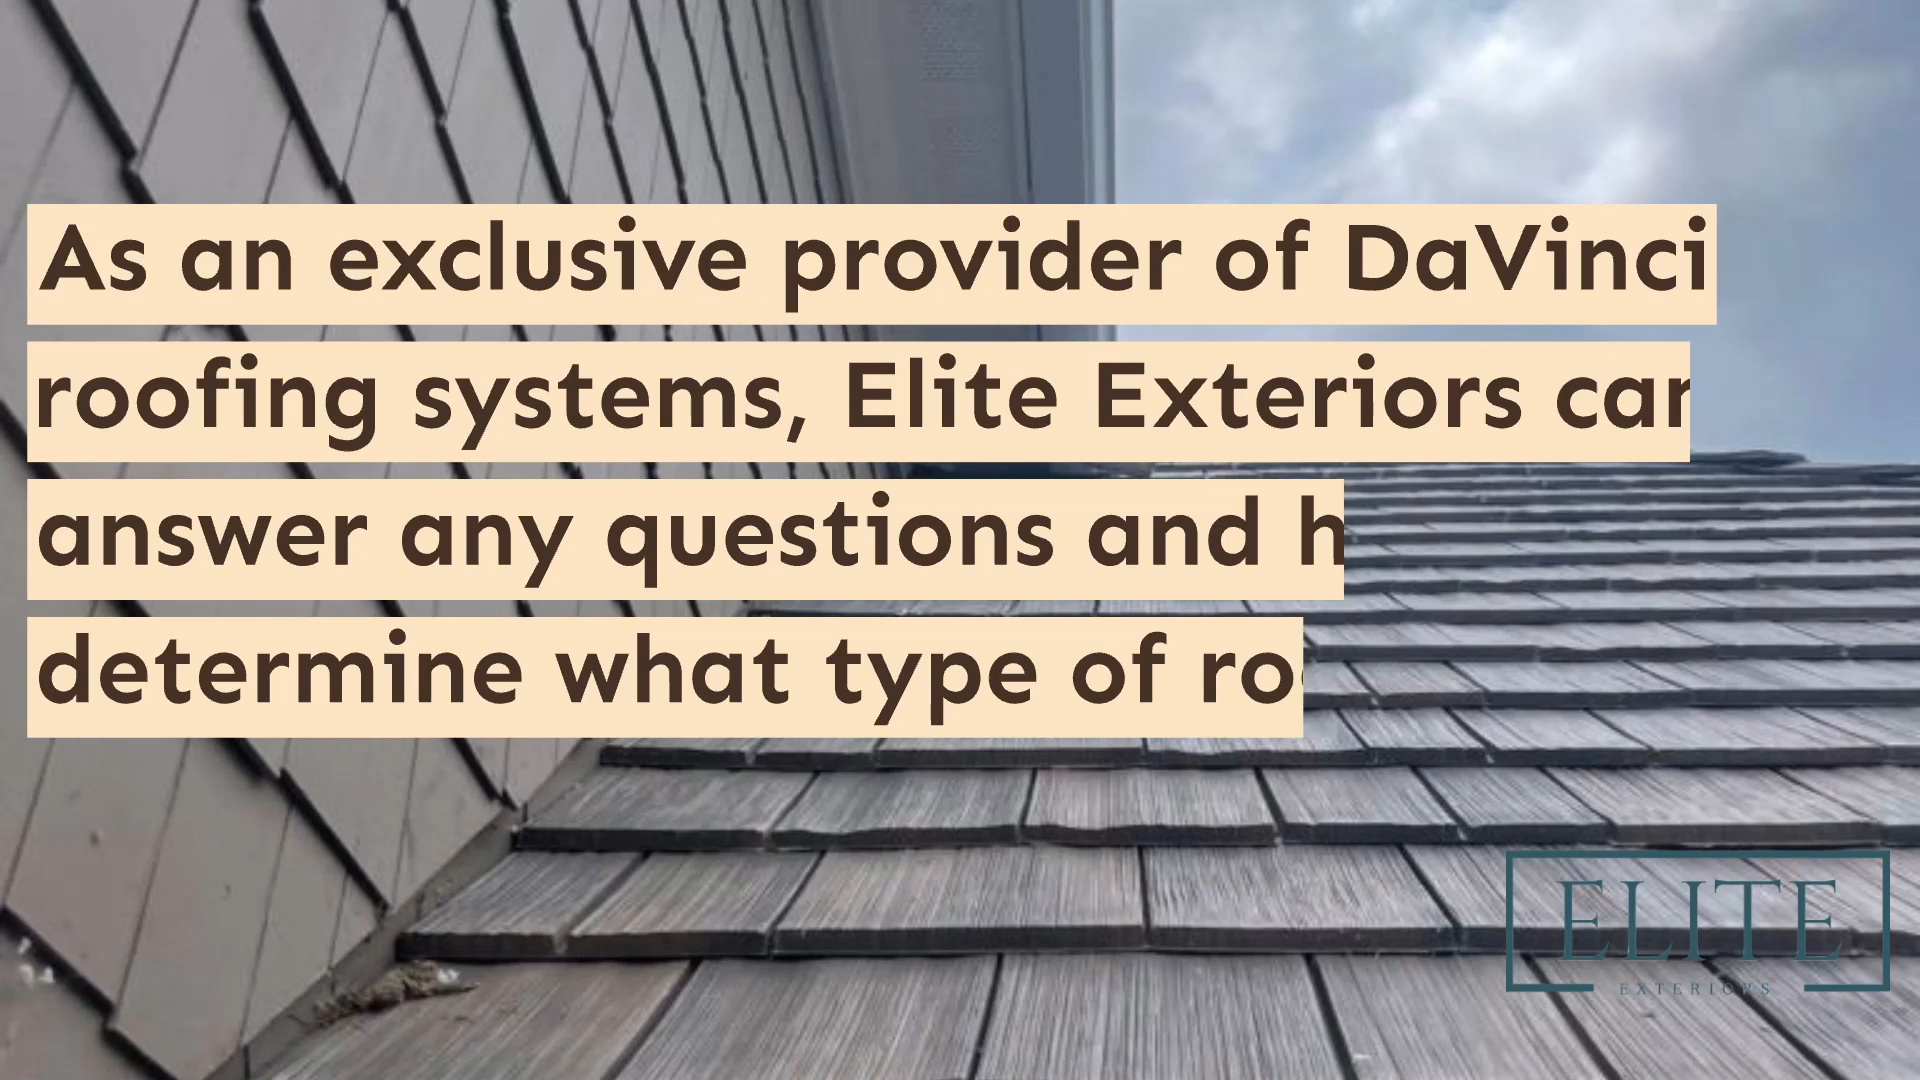 As an exclusive provider of DaVinci
roofing systems, Elite Exteriors can
answer any questions and h
determine what type of ro
ELITE
EXTERIORS